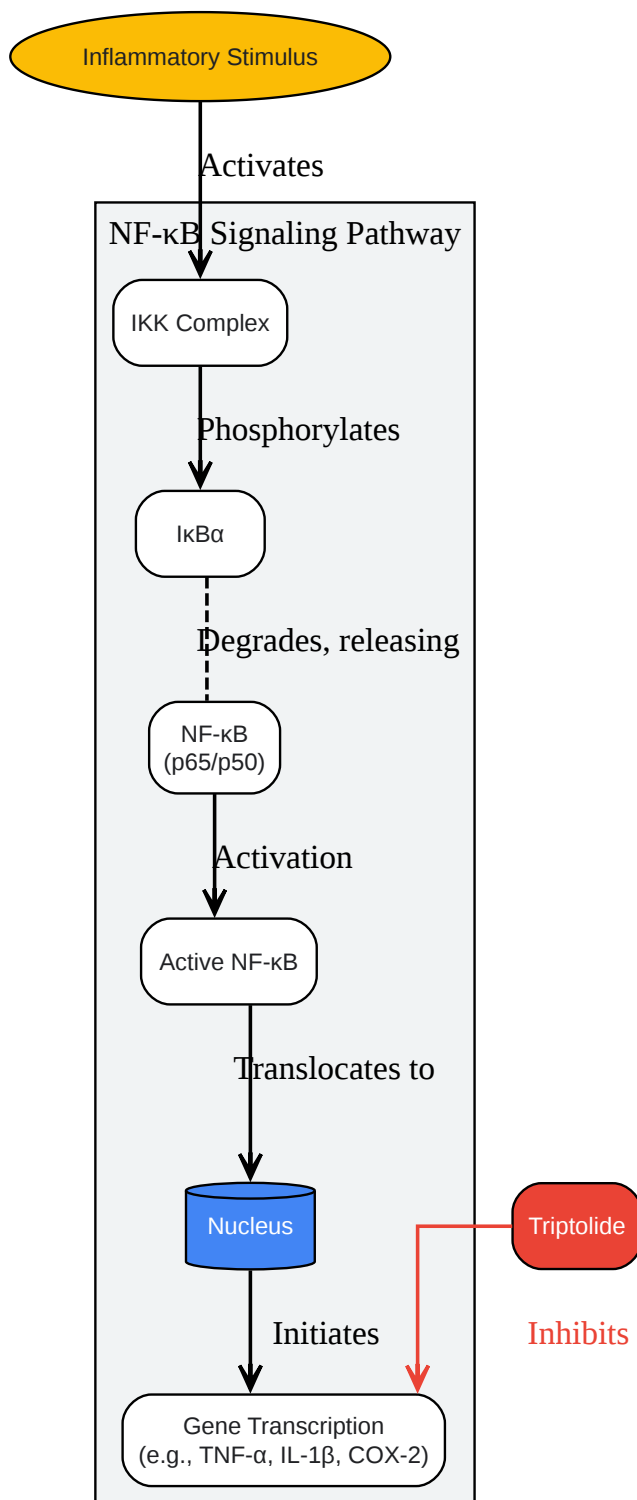 Inflammatory Stimulus
Activates
NF-κB Signaling Pathway
IKK Complex
Phosphorylates
IκBα
Degrades, releasing
NF-κB
(p65/p50)
Activation
Active NF-κB
Translocates to
Nucleus
Triptolide
Initiates
Inhibits
Gene Transcription
(e.g., TNF-α, IL-1β, COX-2)